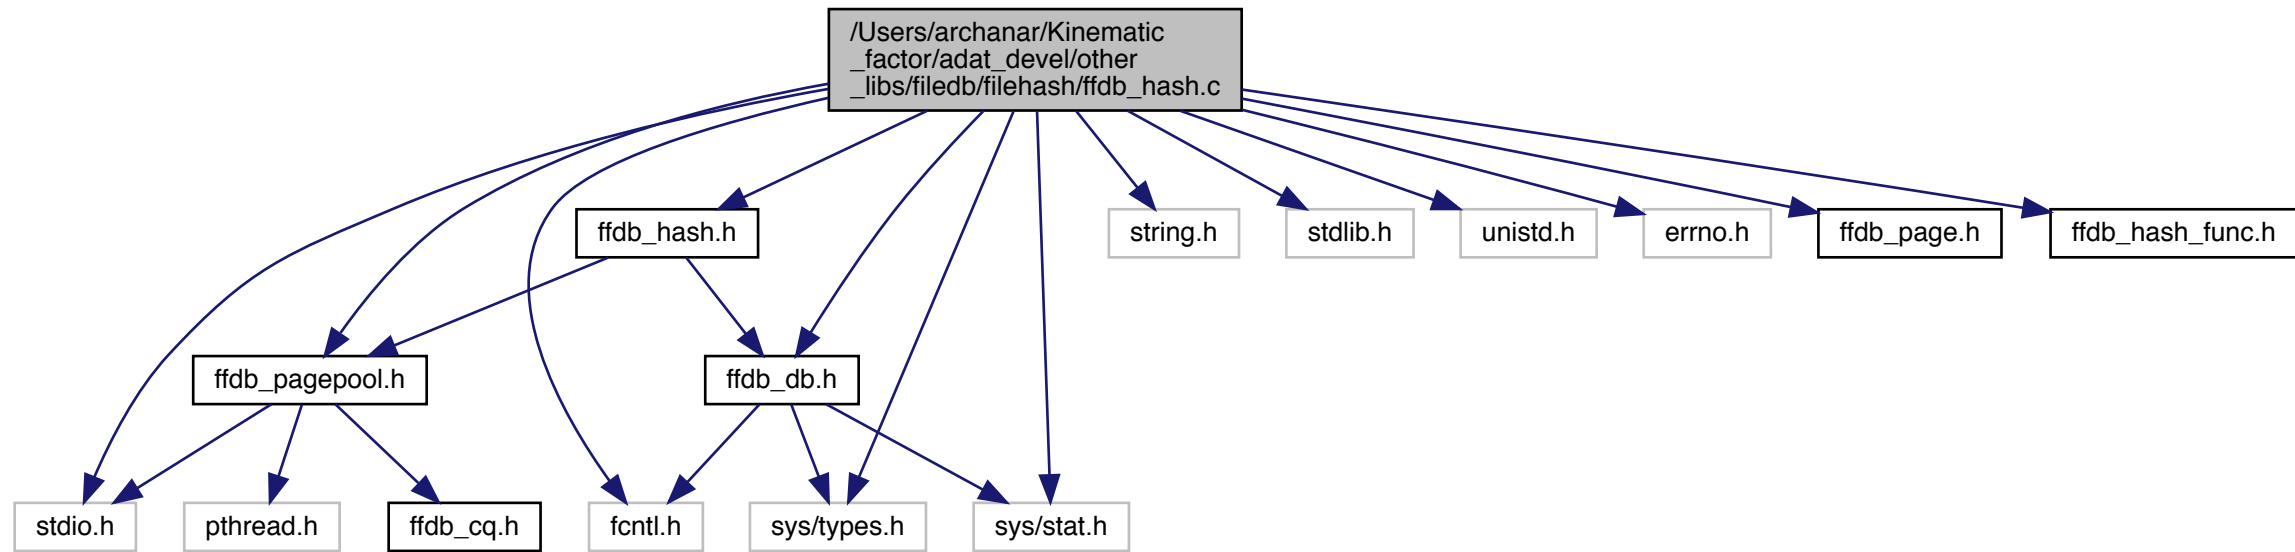 /Users/archanar/Kinematic
_factor/adat_devel/other
_libs/filedb/filehash/ffdb_hash.c
ffdb_hash.h
string.h
stdlib.h
unistd.h
errno.h
ffdb_page.h
ffdb_hash_func.h
ffdb_pagepool.h
ffdb_db.h
stdio.h
pthread.h
ffdb_cq.h
fcntl.h
sys/types.h
sys/stat.h